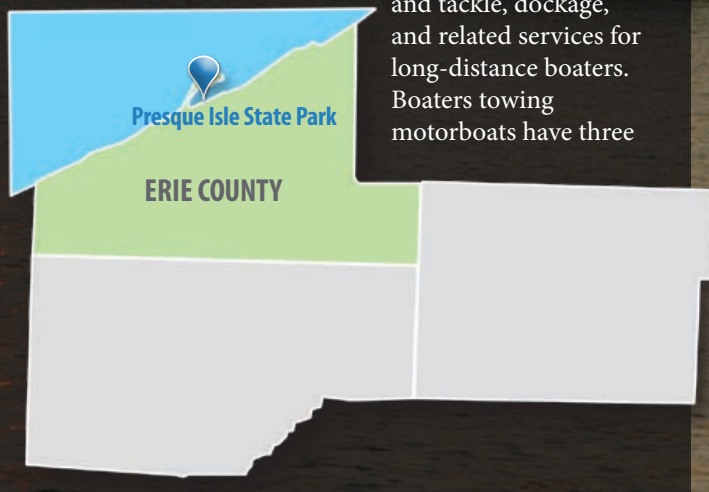 and tackle, dockage,
and related services for
long-distance boaters.
Boaters towing
motorboats have three
Presque Isle State Park
ERIE COUNTY